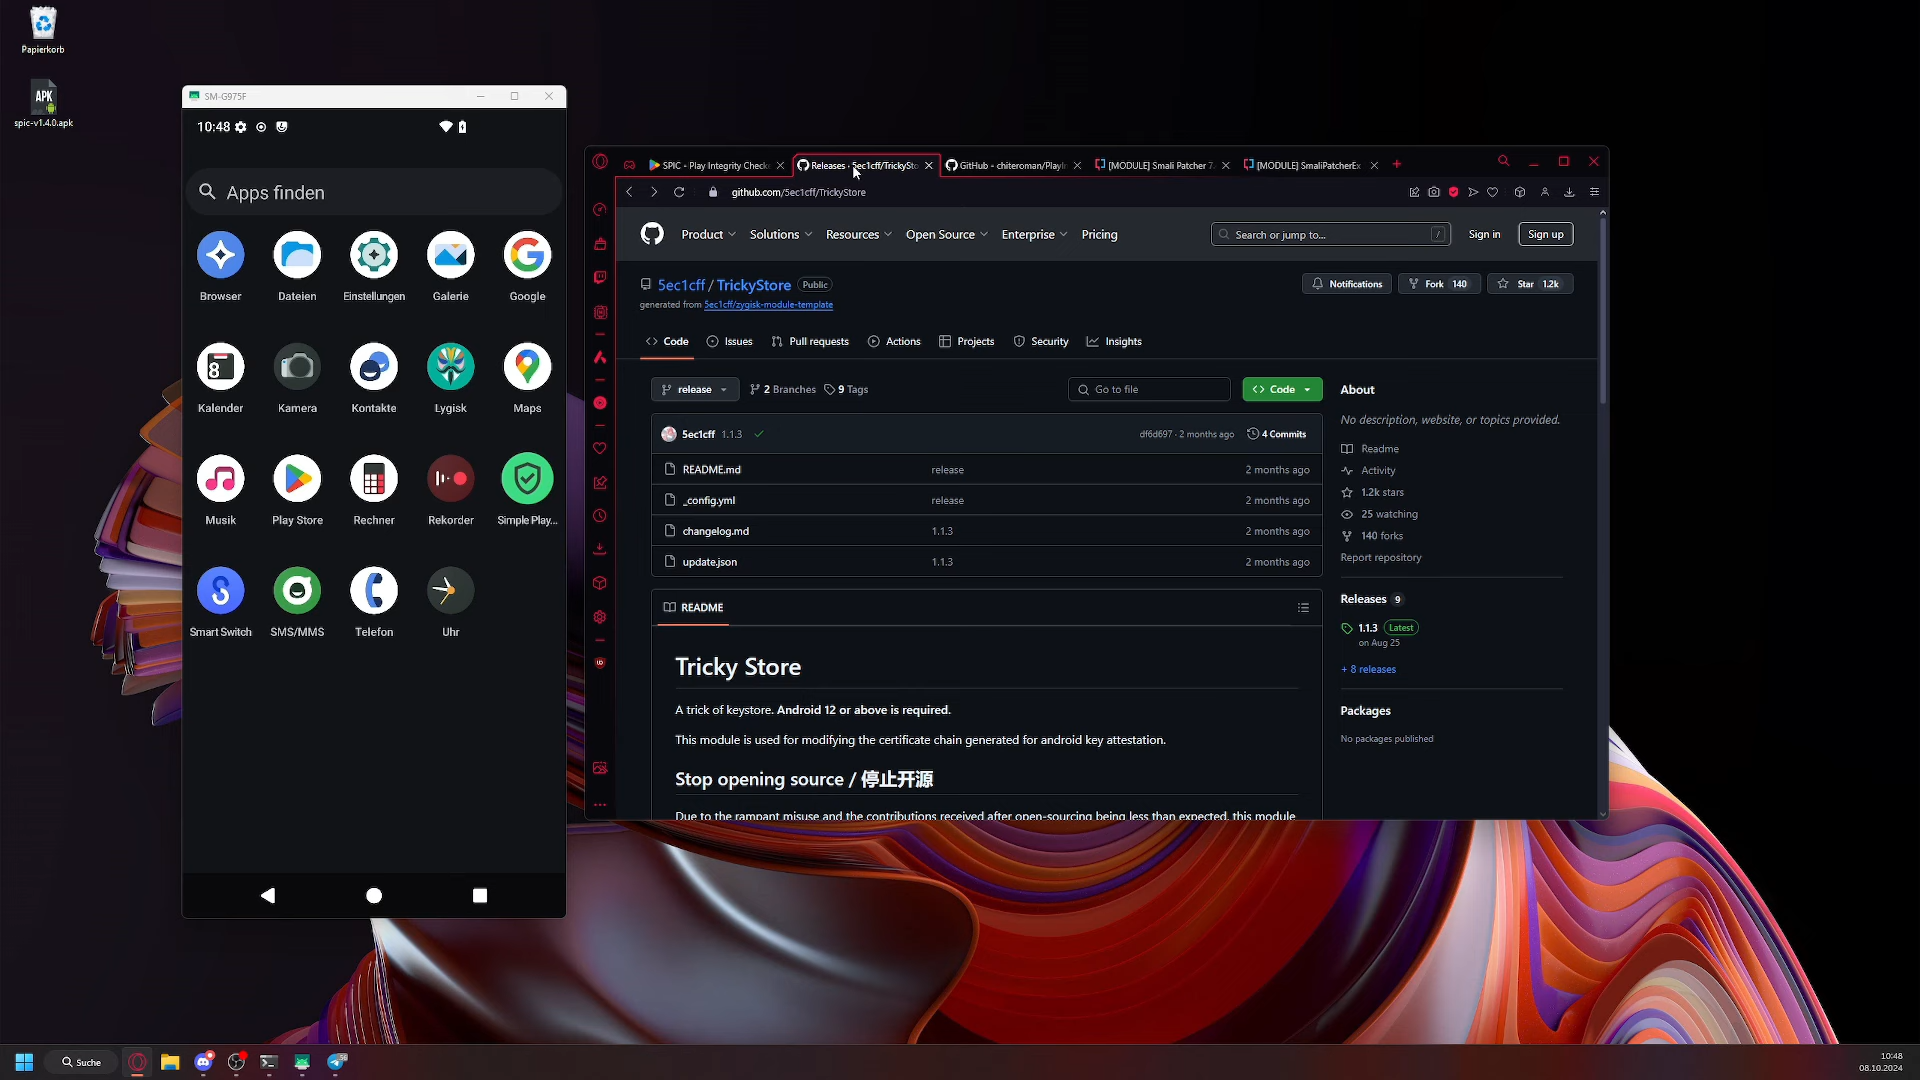 Papierkorb
APK
spic-v1.4.0.apk
SM-G975F
10:48
Apps finden
Browser
Dateien
Einstellungen
Galerie
Google
8
Kalender
Kamera
Kontakte
Lygisk
Maps
Musik
Play Store
Rechner
Rekorder
Simple Play...
Smart Switch
SMS/MMS
Telefon
Uhr
SPIC - Play Integrity Checke
Releases · 5ec1cff/TrickySto
GitHub - chiteroman/PlayIn
[MODULE] Smali Patcher 7.
[MODULE] SmaliPatcherEx
github.com/5ec1cff/TrickyStore
Product
Solutions
Resources
Open Source
Enterprise
Pricing
Search or jump to...
/
Sign in
Sign up
5ec1cff / TrickyStore
Public
generated from 5ec1cff/zygisk-module-template
Notifications
Fork 140
Star 1.2k
Code
Issues
Pull requests
Actions
Projects
Security
Insights
release
2 Branches
9 Tags
Go to file
Code
5ec1cff 1.1.3
df6d697 · 2 months ago
4 Commits
README.md release 2 months ago
_config.yml release 2 months ago
changelog.md 1.1.3 2 months ago
update.json 1.1.3 2 months ago
README
Tricky Store
A trick of keystore. Android 12 or above is required.
This module is used for modifying the certificate chain generated for android key attestation.
Stop opening source / 停止开源
Due to the rampant misuse and the contributions received after open-sourcing being less than expected, this module
About
No description, website, or topics provided.
Readme
Activity
1.2k stars
25 watching
140 forks
Report repository
Releases 9
1.1.3 Latest
on Aug 25
+ 8 releases
Packages
No packages published
Suche
56
10:48
08.10.2024